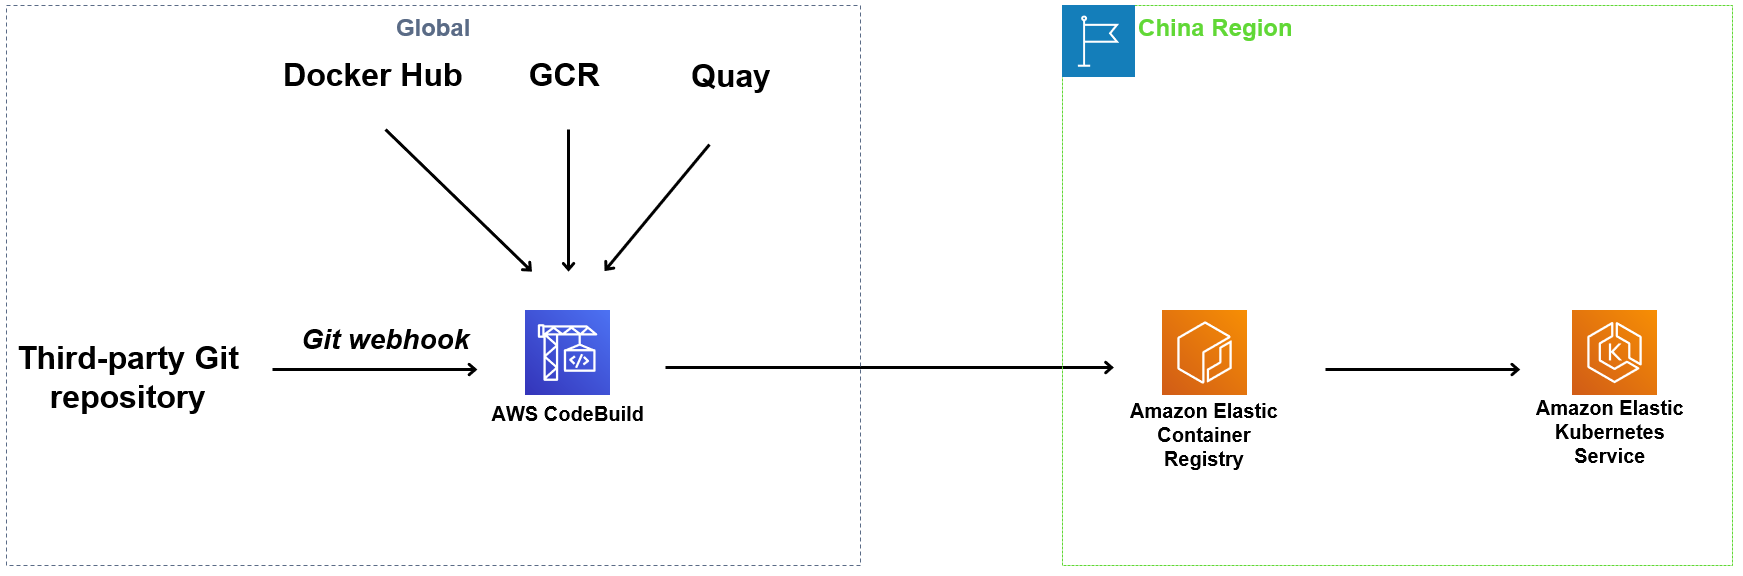 Global
China Region
Docker Hub
GCR
Quay
Git webhook
Third-party Git
repository
</>
AWS CodeBuild
Amazon Elastic
Container
Registry
K
Amazon Elastic
Kubernetes
Service